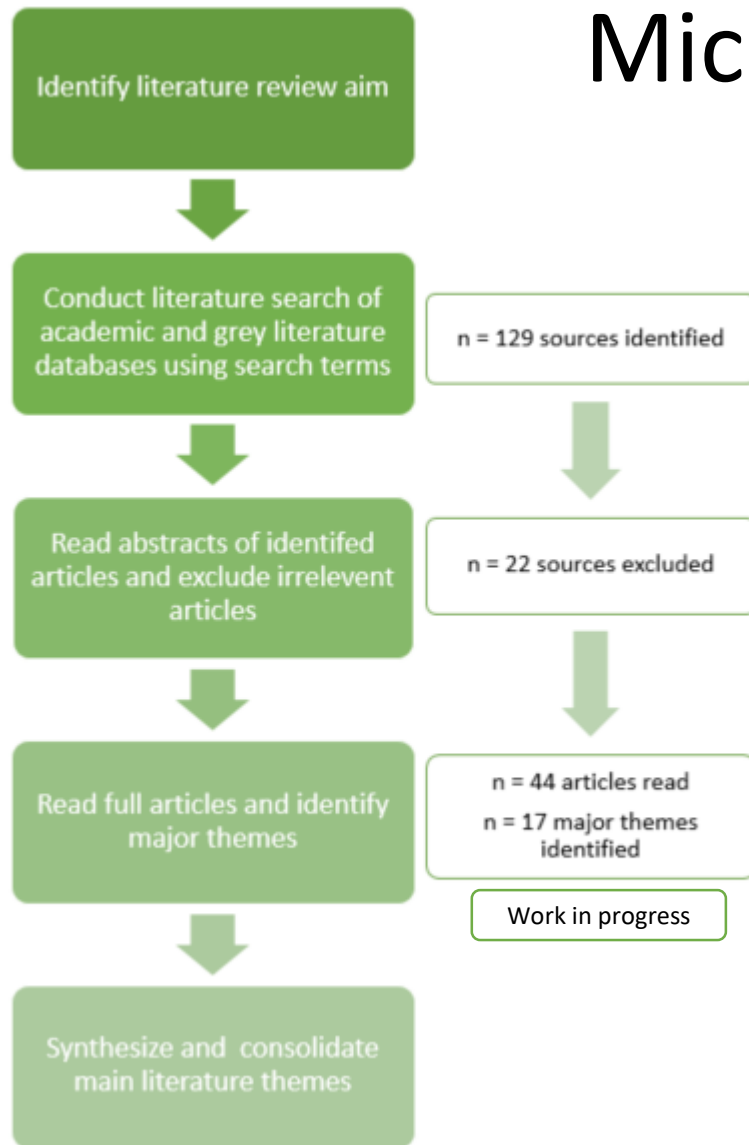 Mic
Identify literature review aim
Conduct literature search of
academic and grey literature
databases using search terms
n = 129 sources identified
Read abstracts of identifed
articles and exclude irrelevent
articles
n = 22 sources excluded
Read full articles and identify
major themes
n = 44 articles read
n = 17 major themes
identified
Work in progress
Synthesize and consolidate
main literature themes